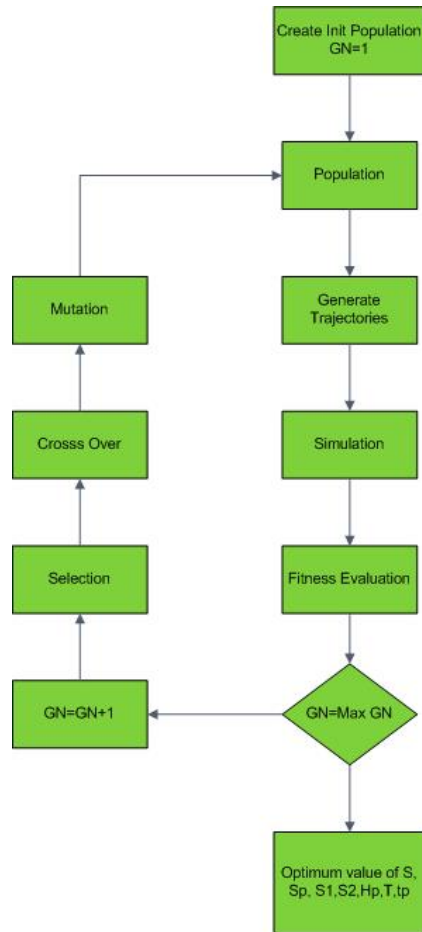 Create Init Population
GN=1
Population
Generate
Trajectories
Simulation
Fitness Evaluation
GN=Max GN
GN=GN+1
Selection
Crosss Over
Mutation
Optimum value of S,
Sp, S1,S2,Hp,T,tp